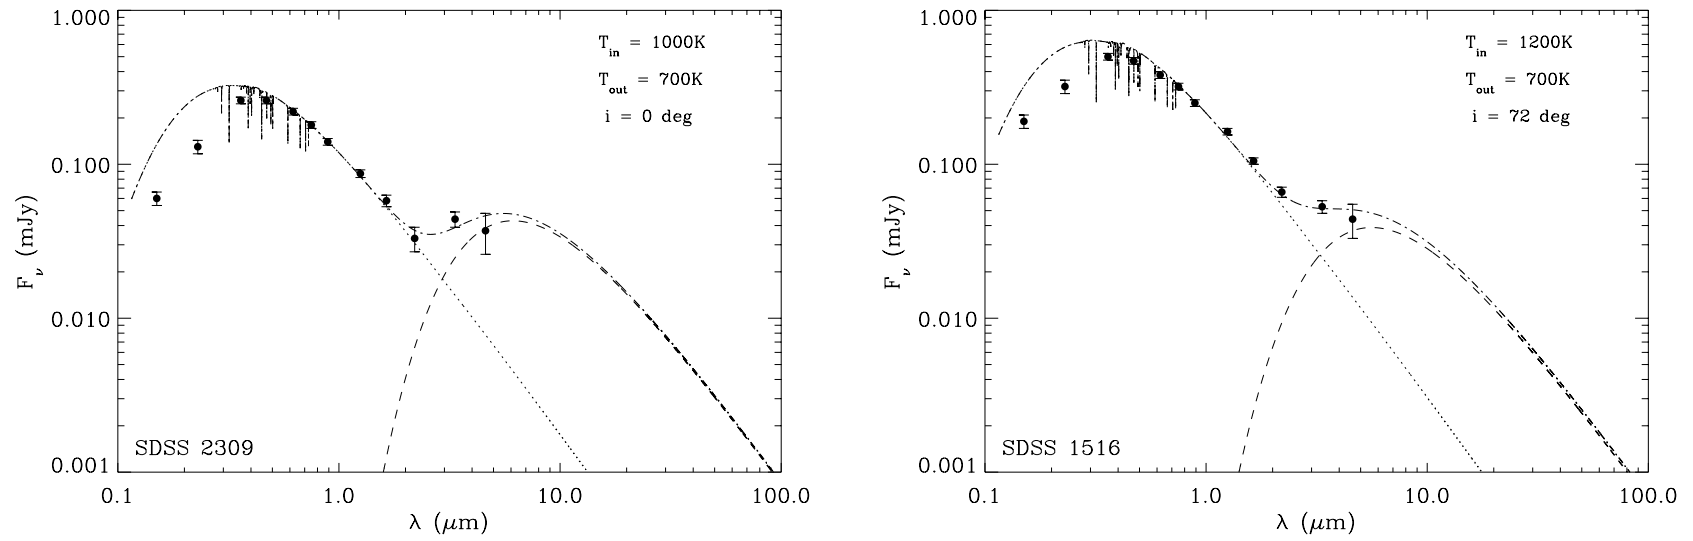 1.000
0.100
0.010
0.001
F_ν (mJy)
T_in = 1000K
T_out = 700K
i = 0 deg
SDSS 2309
0.1 1.0 10.0 100.0
λ (μm)
1.000
0.100
0.010
0.001
F_ν (mJy)
T_in = 1200K
T_out = 700K
i = 72 deg
SDSS 1516
0.1 1.0 10.0 100.0
λ (μm)